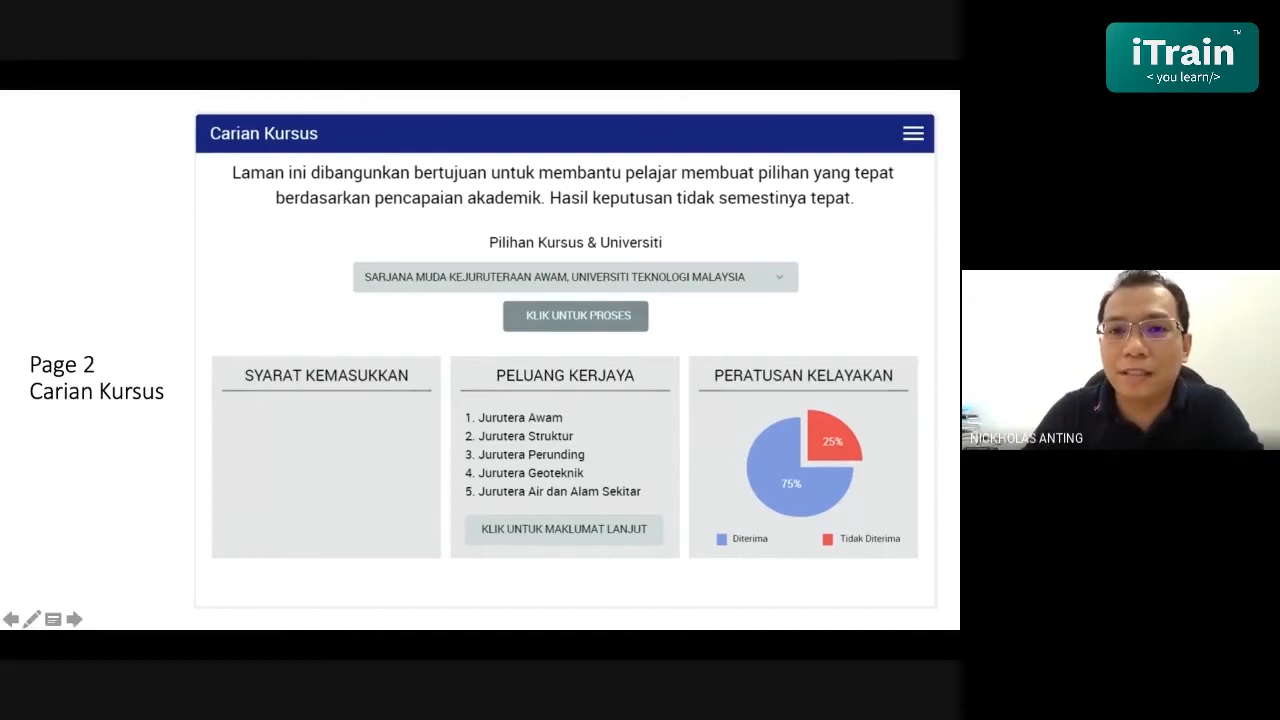 iTrain™
< you learn/>
Carian Kursus
Laman ini dibangunkan bertujuan untuk membantu pelajar membuat pilihan yang tepat
berdasarkan pencapaian akademik. Hasil keputusan tidak semestinya tepat.
Pilihan Kursus & Universiti
SARJANA MUDA KEJURUTERAAN AWAM, UNIVERSITI TEKNOLOGI MALAYSIA
KLIK UNTUK PROSES
Page 2
Carian Kursus
SYARAT KEMASUKKAN
PELUANG KERJAYA
1. Jurutera Awam
2. Jurutera Struktur
3. Jurutera Perunding
4. Jurutera Geoteknik
5. Jurutera Air dan Alam Sekitar
KLIK UNTUK MAKLUMAT LANJUT
PERATUSAN KELAYAKAN
25%
75%
Diterima
Tidak Diterima
NICKHOLAS ANTING